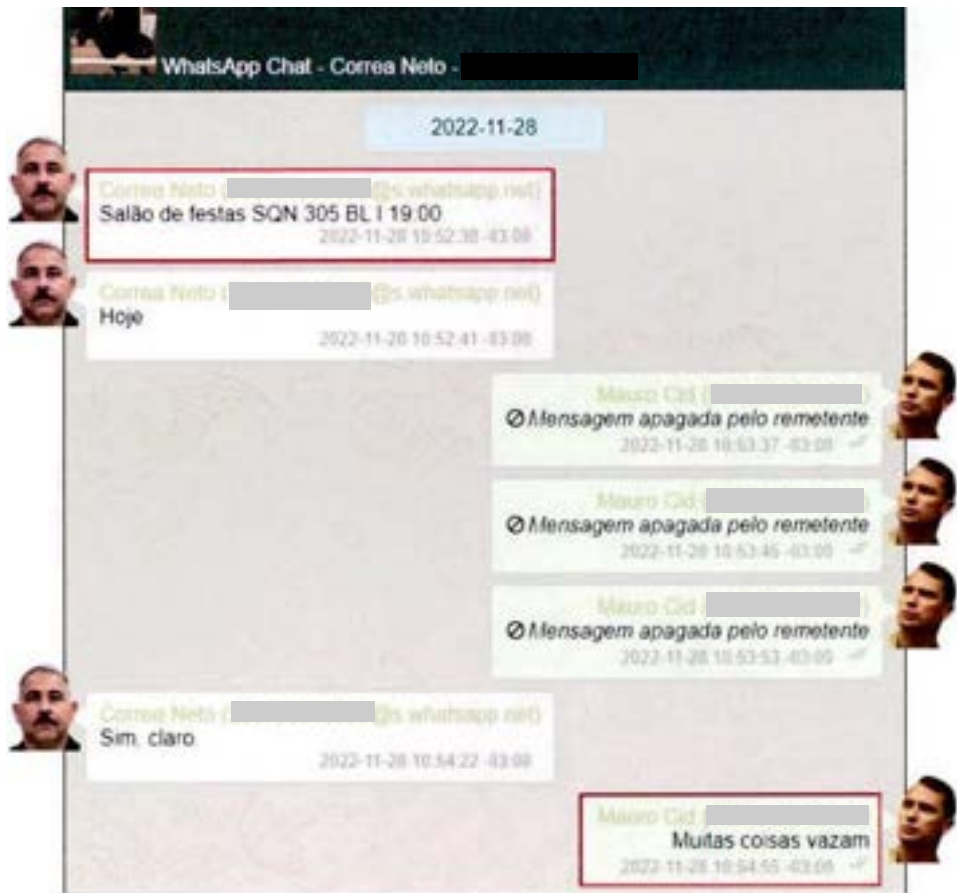 WhatsApp Chat - Correa Neto -
2022-11-28
Correa Neto ( @s.whatsapp.net)
Salão de festas SQN 305 BL I 19:00
2022-11-28 10:52:38 -03:00
Correa Neto ( @s.whatsapp.net)
Hoje
2022-11-28 10:52:41 -03:00
Mauro Cid ( )
Mensagem apagada pelo remetente
2022-11-28 10:53:37 -03:00
Mauro Cid ( )
Mensagem apagada pelo remetente
2022-11-28 -03:00
Mauro Cid ( )
Mensagem apagada pelo remetente
2022-11-28 10:53:53 -03:00
Correa Neto ( @s.whatsapp.net)
Sim, claro.
2022-11-28 10:54:22 -03:00
Mauro Cid (
Muitas coisas vazam
2022-11-28 10:54:55 -03:00